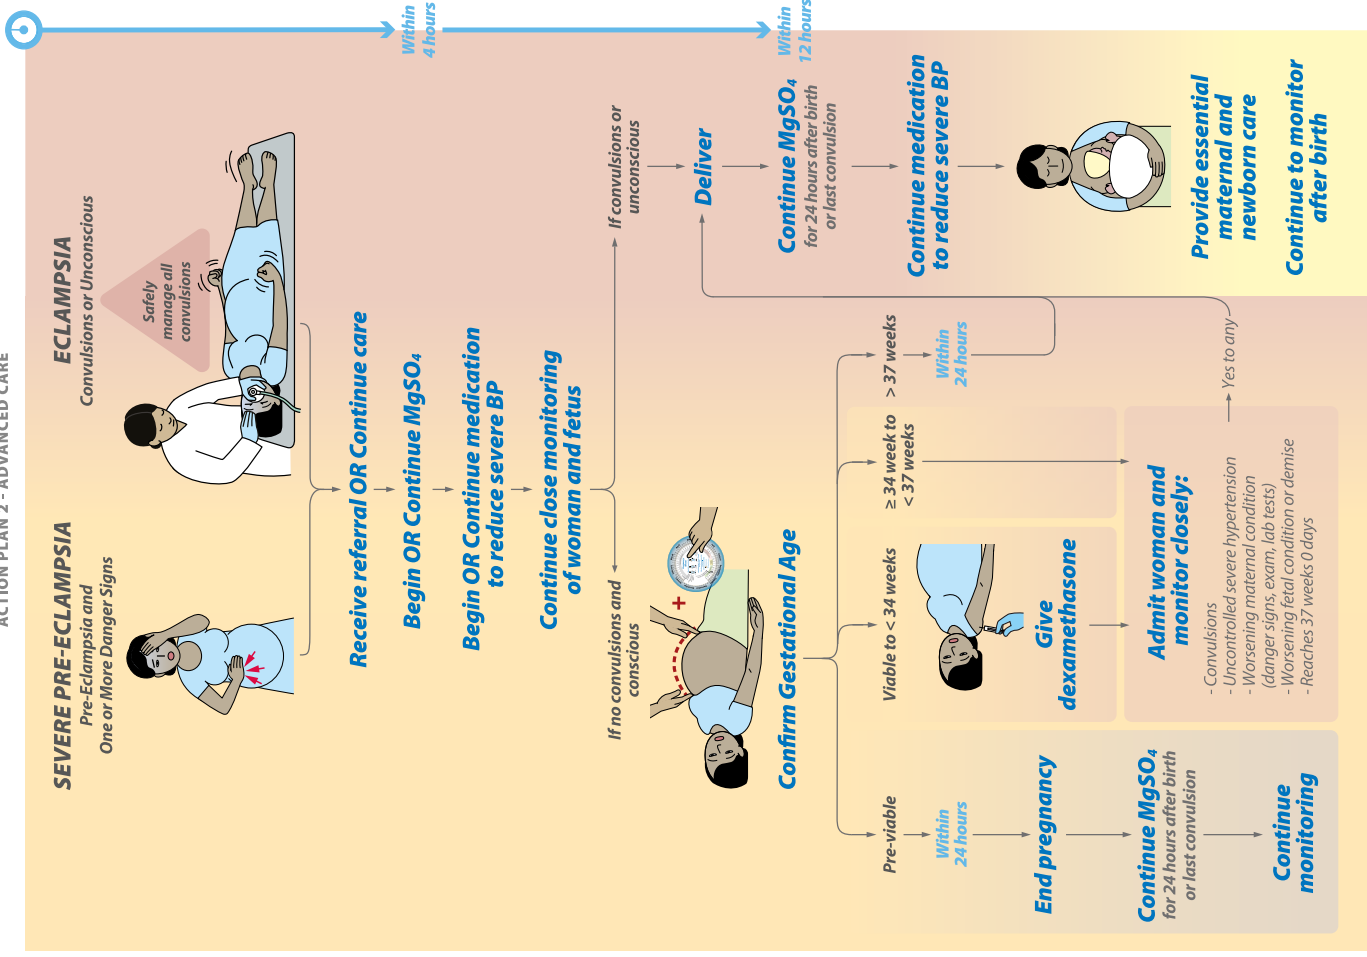 ACTION PLAN 2 - ADVANCED CARE
SEVERE PRE-ECLAMPSIA
Pre-Eclampsia and
One or More Danger Signs
ECLAMPSIA
Convulsions or Unconscious
Safely
manage all
convulsions
Receive referral OR Continue care
Begin OR Continue MgSO₄
Within
4 hours
Begin OR Continue medication
to reduce severe BP
Continue close monitoring
of woman and fetus
If no convulsions and
conscious
If convulsions or
unconscious
+
Confirm Gestational Age
Deliver
Within
12 hours
Continue MgSO₄
for 24 hours after birth
or last convulsion
Continue medication
to reduce severe BP
Provide essential
maternal and
newborn care
Continue to monitor
after birth
Pre-viable
Within
24 hours
End pregnancy
Continue MgSO₄
for 24 hours after birth
or last convulsion
Continue
monitoring
Viable to < 34 weeks
Give
dexamethasone
≥ 34 week to
< 37 weeks
> 37 weeks
Within
24 hours
Admit woman and
monitor closely:
- Convulsions
- Uncontrolled severe hypertension
- Worsening maternal condition
(danger signs, exam, lab tests)
- Worsening fetal condition or demise
- Reaches 37 weeks 0 days
Yes to any